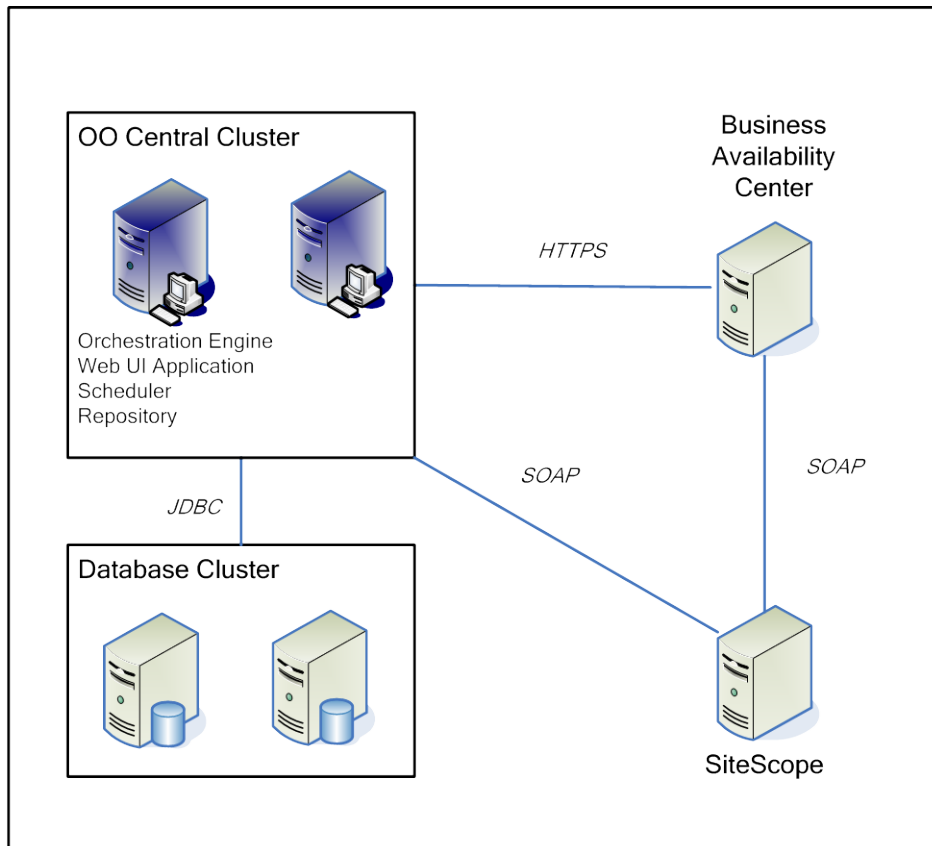 OO Central Cluster
Orchestration Engine
Web UI Application
Scheduler
Repository
Business
Availability
Center
HTTPS
SOAP
SOAP
JDBC
Database Cluster
SiteScope